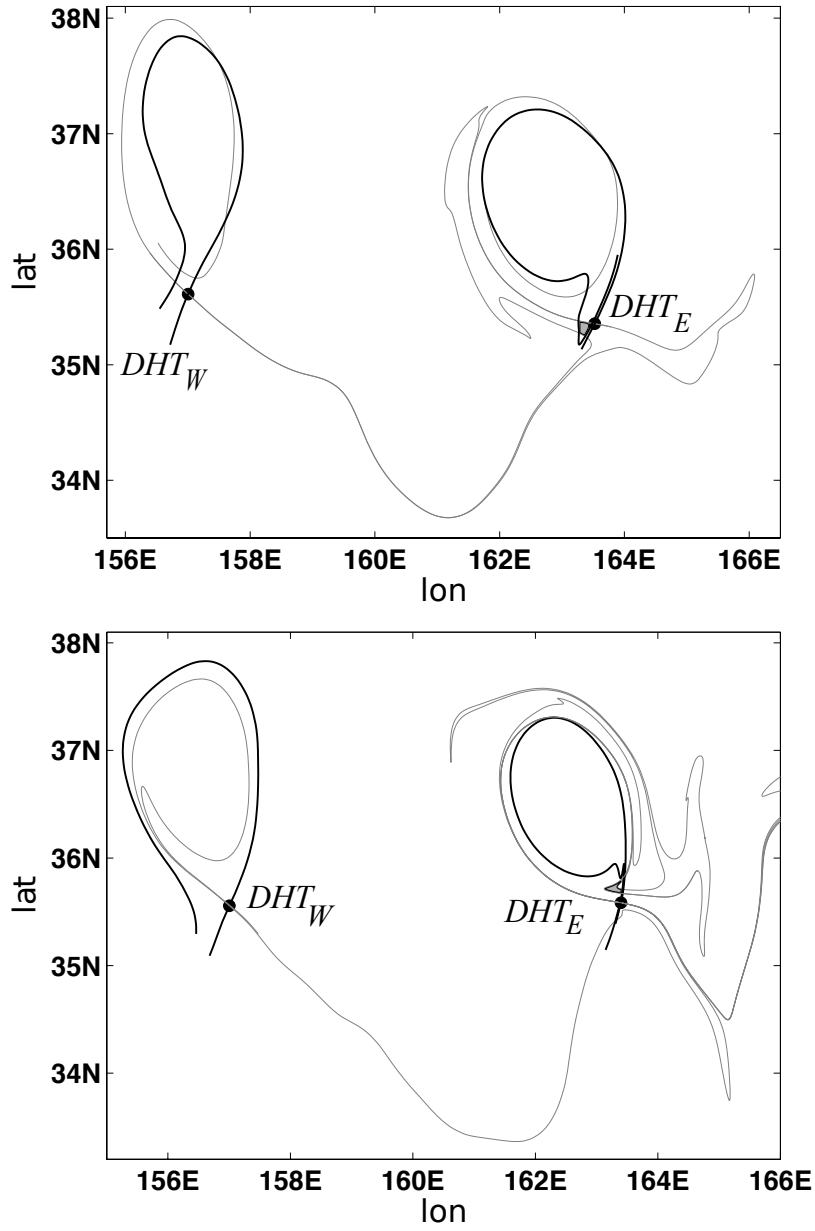 38N
37N
36N
35N
34N
lat
DHT_W
DHT_E
156E 158E 160E 162E 164E 166E
lon
38N
37N
36N
35N
34N
lat
DHT_W
DHT_E
156E 158E 160E 162E 164E 166E
lon